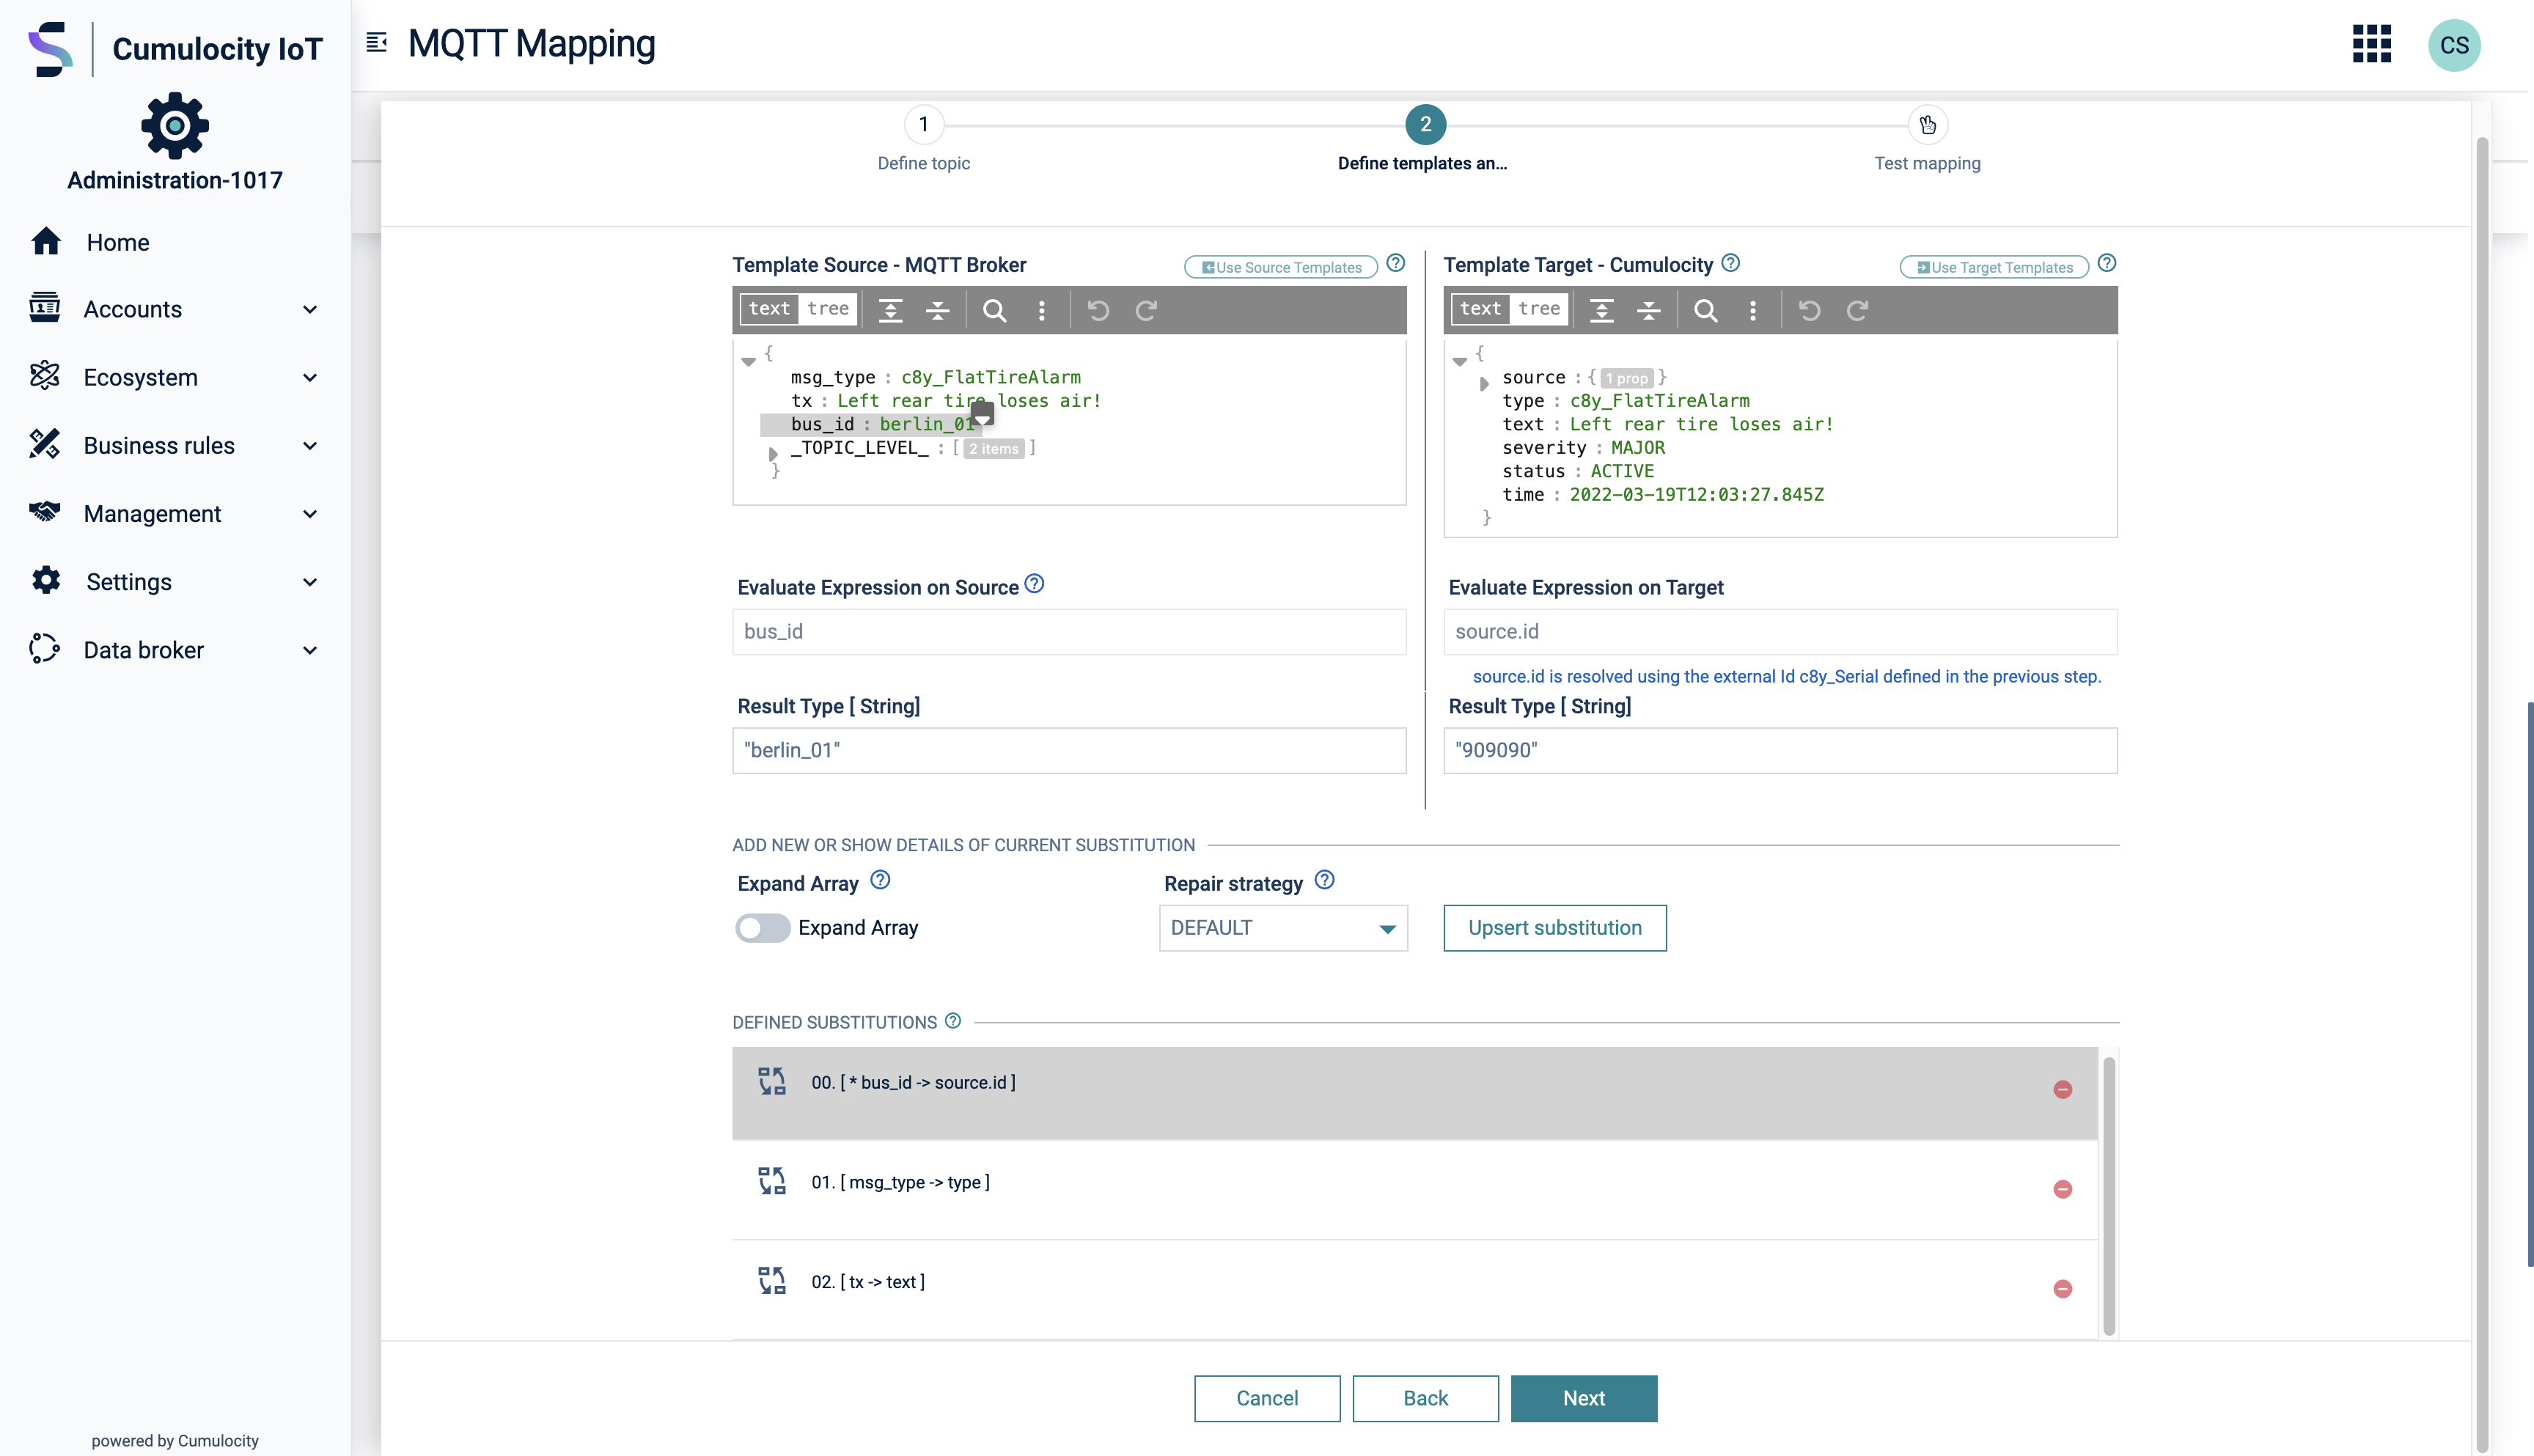 Cumulocity IoT
MQTT Mapping
CS
Administration-1017
Home
Accounts
Ecosystem
Business rules
Management
Settings
Data broker
powered by Cumulocity
1
2
Define topic
Define templates an...
Test mapping
Template Source - MQTT Broker
Use Source Templates
text tree
{
msg_type : c8y_FlatTireAlarm
tx : Left rear tire loses air!
bus_id : berlin_01
_TOPIC_LEVEL_ : [ 2 items ]
}
Template Target - Cumulocity
Use Target Templates
text tree
{
source : { 1 prop }
type : c8y_FlatTireAlarm
text : Left rear tire loses air!
severity : MAJOR
status : ACTIVE
time : 2022-03-19T12:03:27.845Z
}
Evaluate Expression on Source
bus_id
Evaluate Expression on Target
source.id
source.id is resolved using the external Id c8y_Serial defined in the previous step.
Result Type [ String]
"berlin_01"
Result Type [ String]
"909090"
ADD NEW OR SHOW DETAILS OF CURRENT SUBSTITUTION
Expand Array
Expand Array
Repair strategy
DEFAULT
Upsert substitution
DEFINED SUBSTITUTIONS
00. [ * bus_id -> source.id ]
01. [ msg_type -> type ]
02. [ tx -> text ]
Cancel
Back
Next